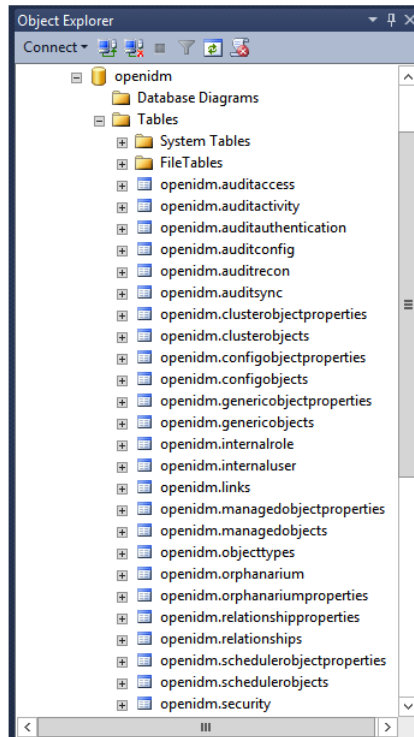 Object Explorer
Connect
openidm
Database Diagrams
Tables
System Tables
FileTables
openidm.auditaccess
openidm.auditactivity
openidm.auditauthentication
openidm.auditconfig
openidm.auditrecon
openidm.auditsync
openidm.clusterobjectproperties
openidm.clusterobjects
openidm.configobjectproperties
openidm.configobjects
openidm.genericobjectproperties
openidm.genericobjects
openidm.internalrole
openidm.internaluser
openidm.links
openidm.managedobjectproperties
openidm.managedobjects
openidm.objecttypes
openidm.orphanarium
openidm.orphanariumproperties
openidm.relationshipproperties
openidm.relationships
openidm.schedulerobjectproperties
openidm.schedulerobjects
openidm.security